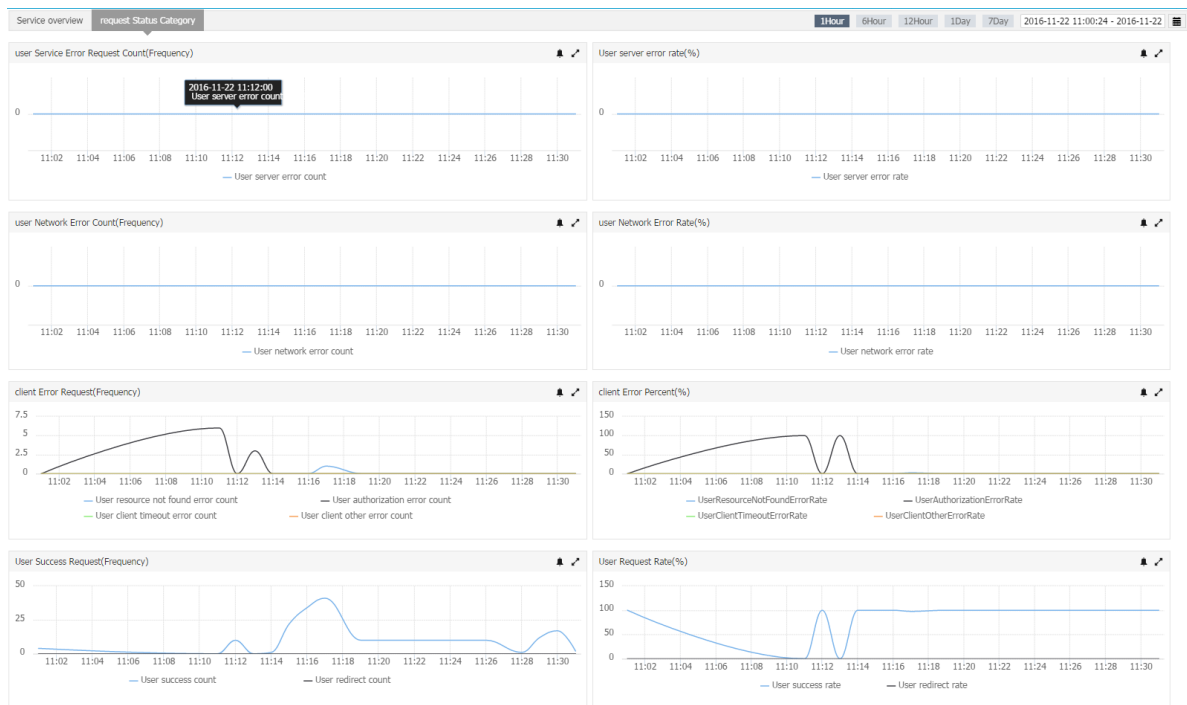 Service overview request Status Category 1Hour 6Hour 12Hour 1Day 7Day 2016-11-22 11:00:24 - 2016-11-22
user Service Error Request Count(Frequency)
2016-11-22 11:12:00
User server error count
0
11:02 11:04 11:06 11:08 11:10 11:12 11:14 11:16 11:18 11:20 11:22 11:24 11:26 11:28 11:30
User server error count
User server error rate(%)
0
11:02 11:04 11:06 11:08 11:10 11:12 11:14 11:16 11:18 11:20 11:22 11:24 11:26 11:28 11:30
User server error rate
user Network Error Count(Frequency)
0
11:02 11:04 11:06 11:08 11:10 11:12 11:14 11:16 11:18 11:20 11:22 11:24 11:26 11:28 11:30
User network error count
user Network Error Rate(%)
0
11:02 11:04 11:06 11:08 11:10 11:12 11:14 11:16 11:18 11:20 11:22 11:24 11:26 11:28 11:30
User network error rate
client Error Request(Frequency)
7.5
5
2.5
0
11:02 11:04 11:06 11:08 11:10 11:12 11:14 11:16 11:18 11:20 11:22 11:24 11:26 11:28 11:30
User resource not found error count User authorization error count
User client timeout error count User client other error count
client Error Percent(%)
150
100
50
0
11:02 11:04 11:06 11:08 11:10 11:12 11:14 11:16 11:18 11:20 11:22 11:24 11:26 11:28 11:30
UserResourceNotFoundErrorRate UserAuthorizationErrorRate
UserClientTimeoutErrorRate UserClientOtherErrorRate
User Success Request(Frequency)
50
25
0
11:02 11:04 11:06 11:08 11:10 11:12 11:14 11:16 11:18 11:20 11:22 11:24 11:26 11:28 11:30
User success count User redirect count
User Request Rate(%)
150
100
50
0
11:02 11:04 11:06 11:08 11:10 11:12 11:14 11:16 11:18 11:20 11:22 11:24 11:26 11:28 11:30
User success rate User redirect rate